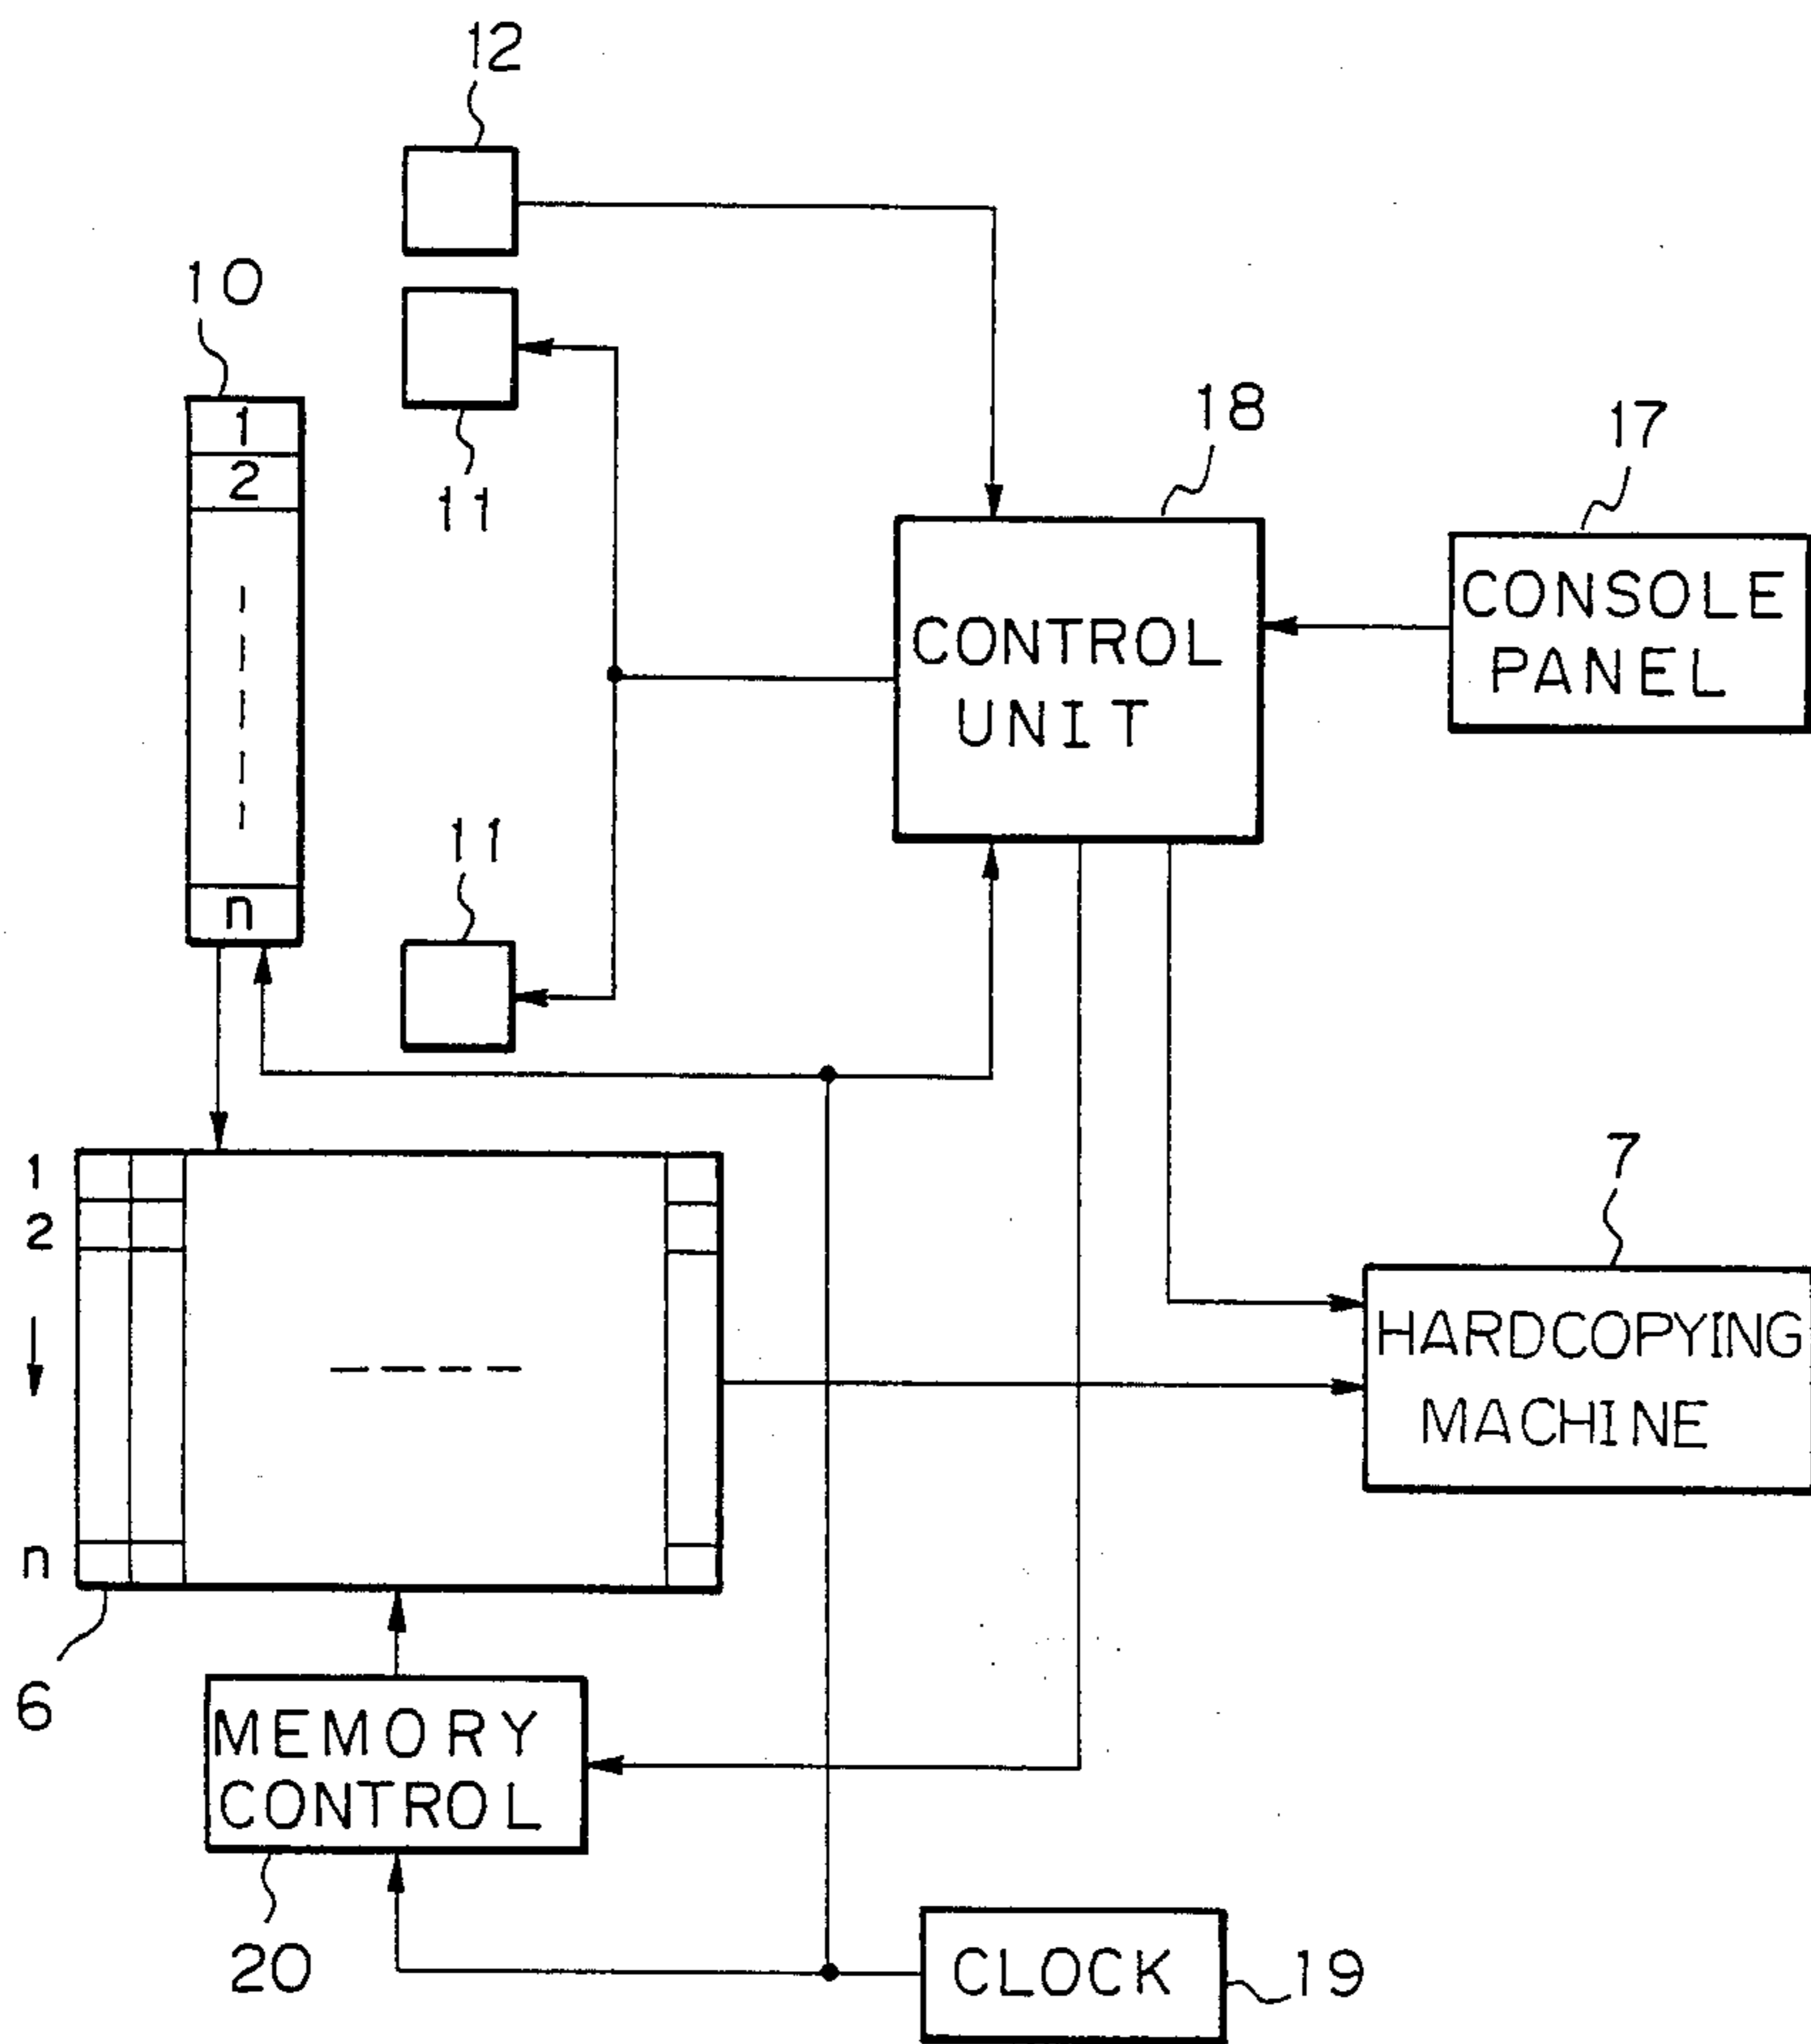 12
10
1
2
n
11
11
18
CONTROL
UNIT
17
CONSOLE
PANEL
1
2
n
6
7
HARDCOPYING
MACHINE
MEMORY
CONTROL
20
CLOCK
19